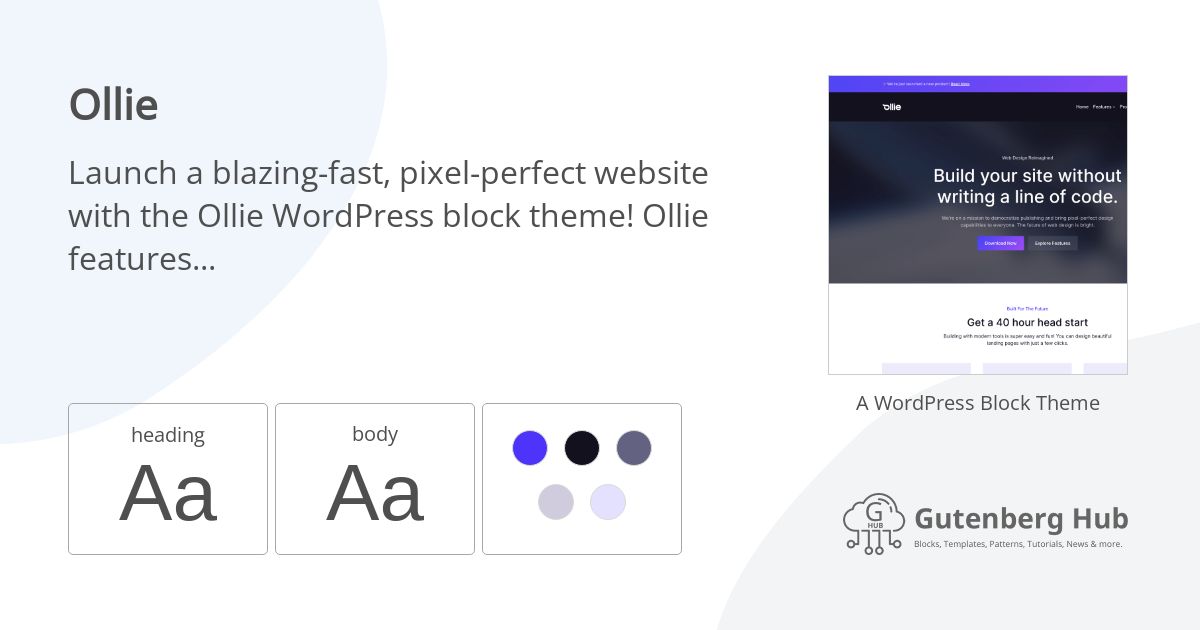 Ollie
Launch a blazing-fast, pixel-perfect website
with the Ollie WordPress block theme! Ollie
features...
heading
Aa
body
Aa
Read More
ollie
Home Features
Web Design Reimagined
Build your site without
writing a line of code.
We're on a mission to democratize publishing and bring pixel-perfect design
capabilities to everyone. The future of web design is bright.
Download Now
Explore Features
Built For The Future
Get a 40 hour head start
Building with modern tools is super easy and fun! You can design beautiful
landing pages with just a few clicks.
A WordPress Block Theme
G
HUB
Gutenberg Hub
Blocks, Templates, Patterns, Tutorials, News & more.